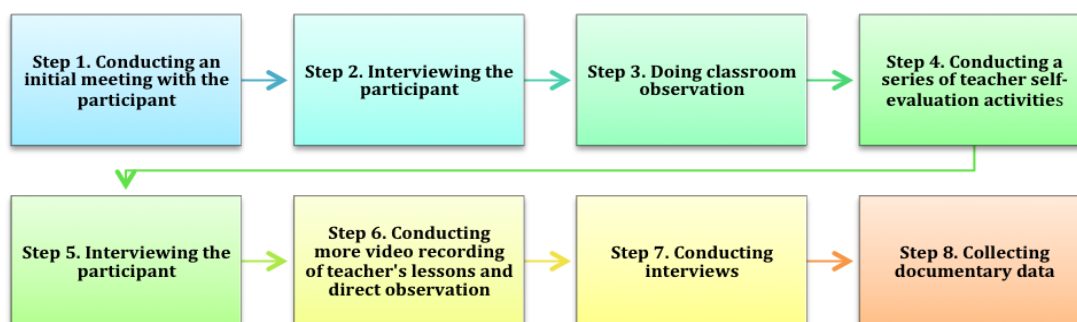 Step 1. Conducting an
initial meeting with the
participant
Step 2. Interviewing the
participant
Step 3. Doing classroom
observation
Step 4. Conducting a
series of teacher self-
evaluation activities
Step 5. Interviewing the
participant
Step 6. Conducting
more video recording
of teacher's lessons and
direct observation
Step 7. Conducting
interviews
Step 8. Collecting
documentary data